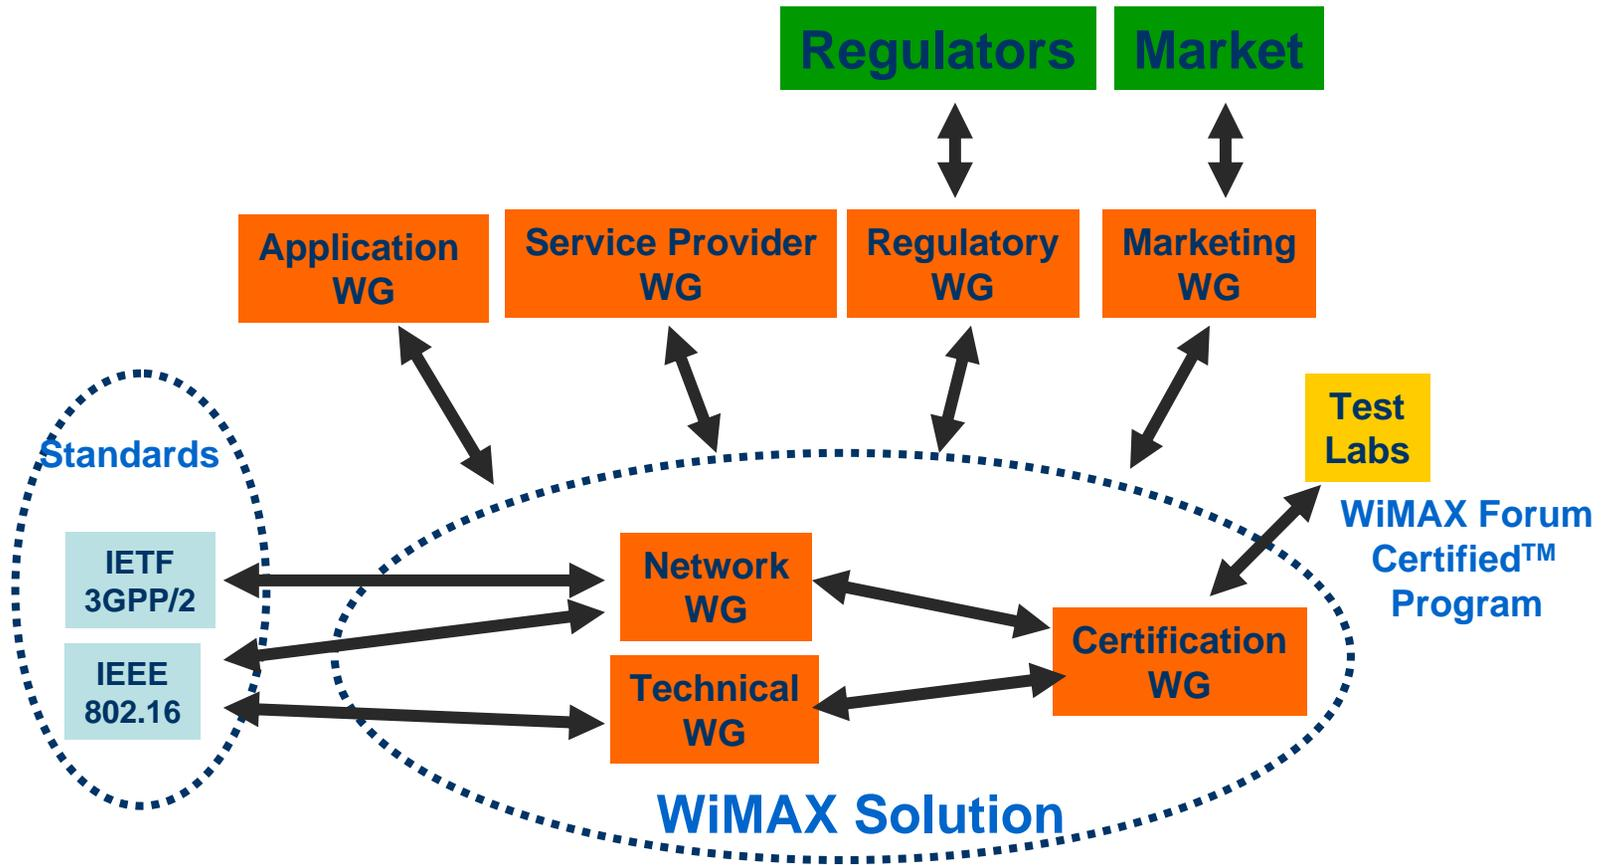 Regulators
Market
Application
WG
Service Provider
WG
Regulatory
WG
Marketing
WG
Test
Labs
WiMAX Forum
Certified™
Program
Standards
IETF
3GPP/2
IEEE
802.16
Network
WG
Technical
WG
Certification
WG
WiMAX Solution